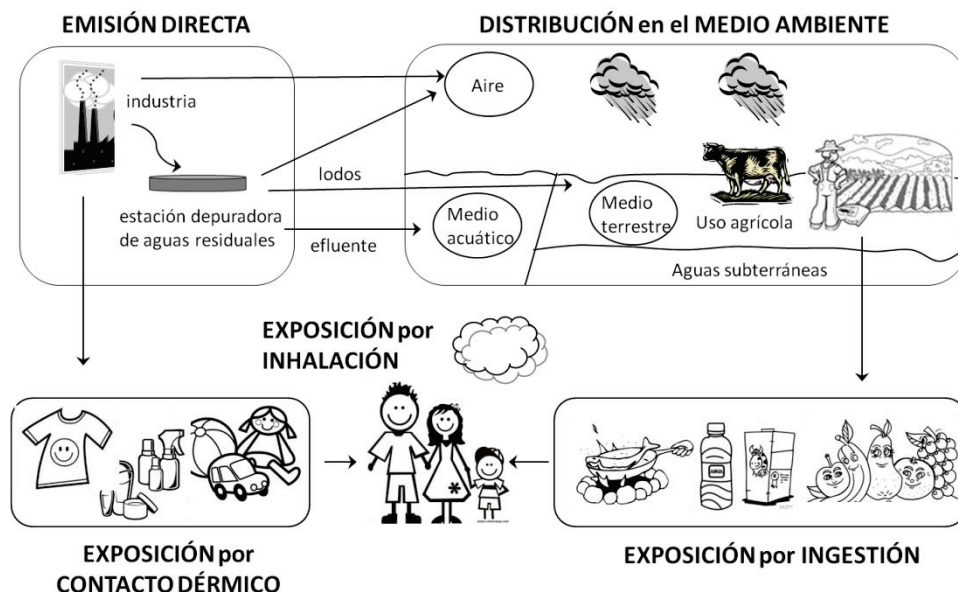 EMISIÓN DIRECTA
DISTRIBUCIÓN en el MEDIO AMBIENTE
industria
Aire
lodos
estación depuradora
de aguas residuales
efluente
Medio
acuático
Medio
terrestre
Uso agrícola
Aguas subterráneas
EXPOSICIÓN por
INHALACIÓN
EXPOSICIÓN por
CONTACTO DÉRMICO
EXPOSICIÓN por INGESTIÓN